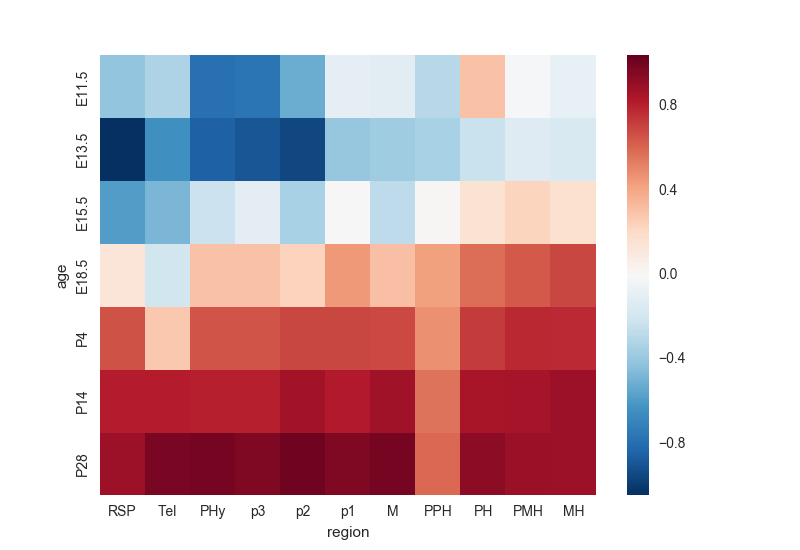 age
E11.5
E13.5
E15.5
E18.5
P4
P14
P28
RSP Tel PHy p3 p2 p1 M PPH PH PMH MH
region
0.8
0.4
0.0
−0.4
−0.8